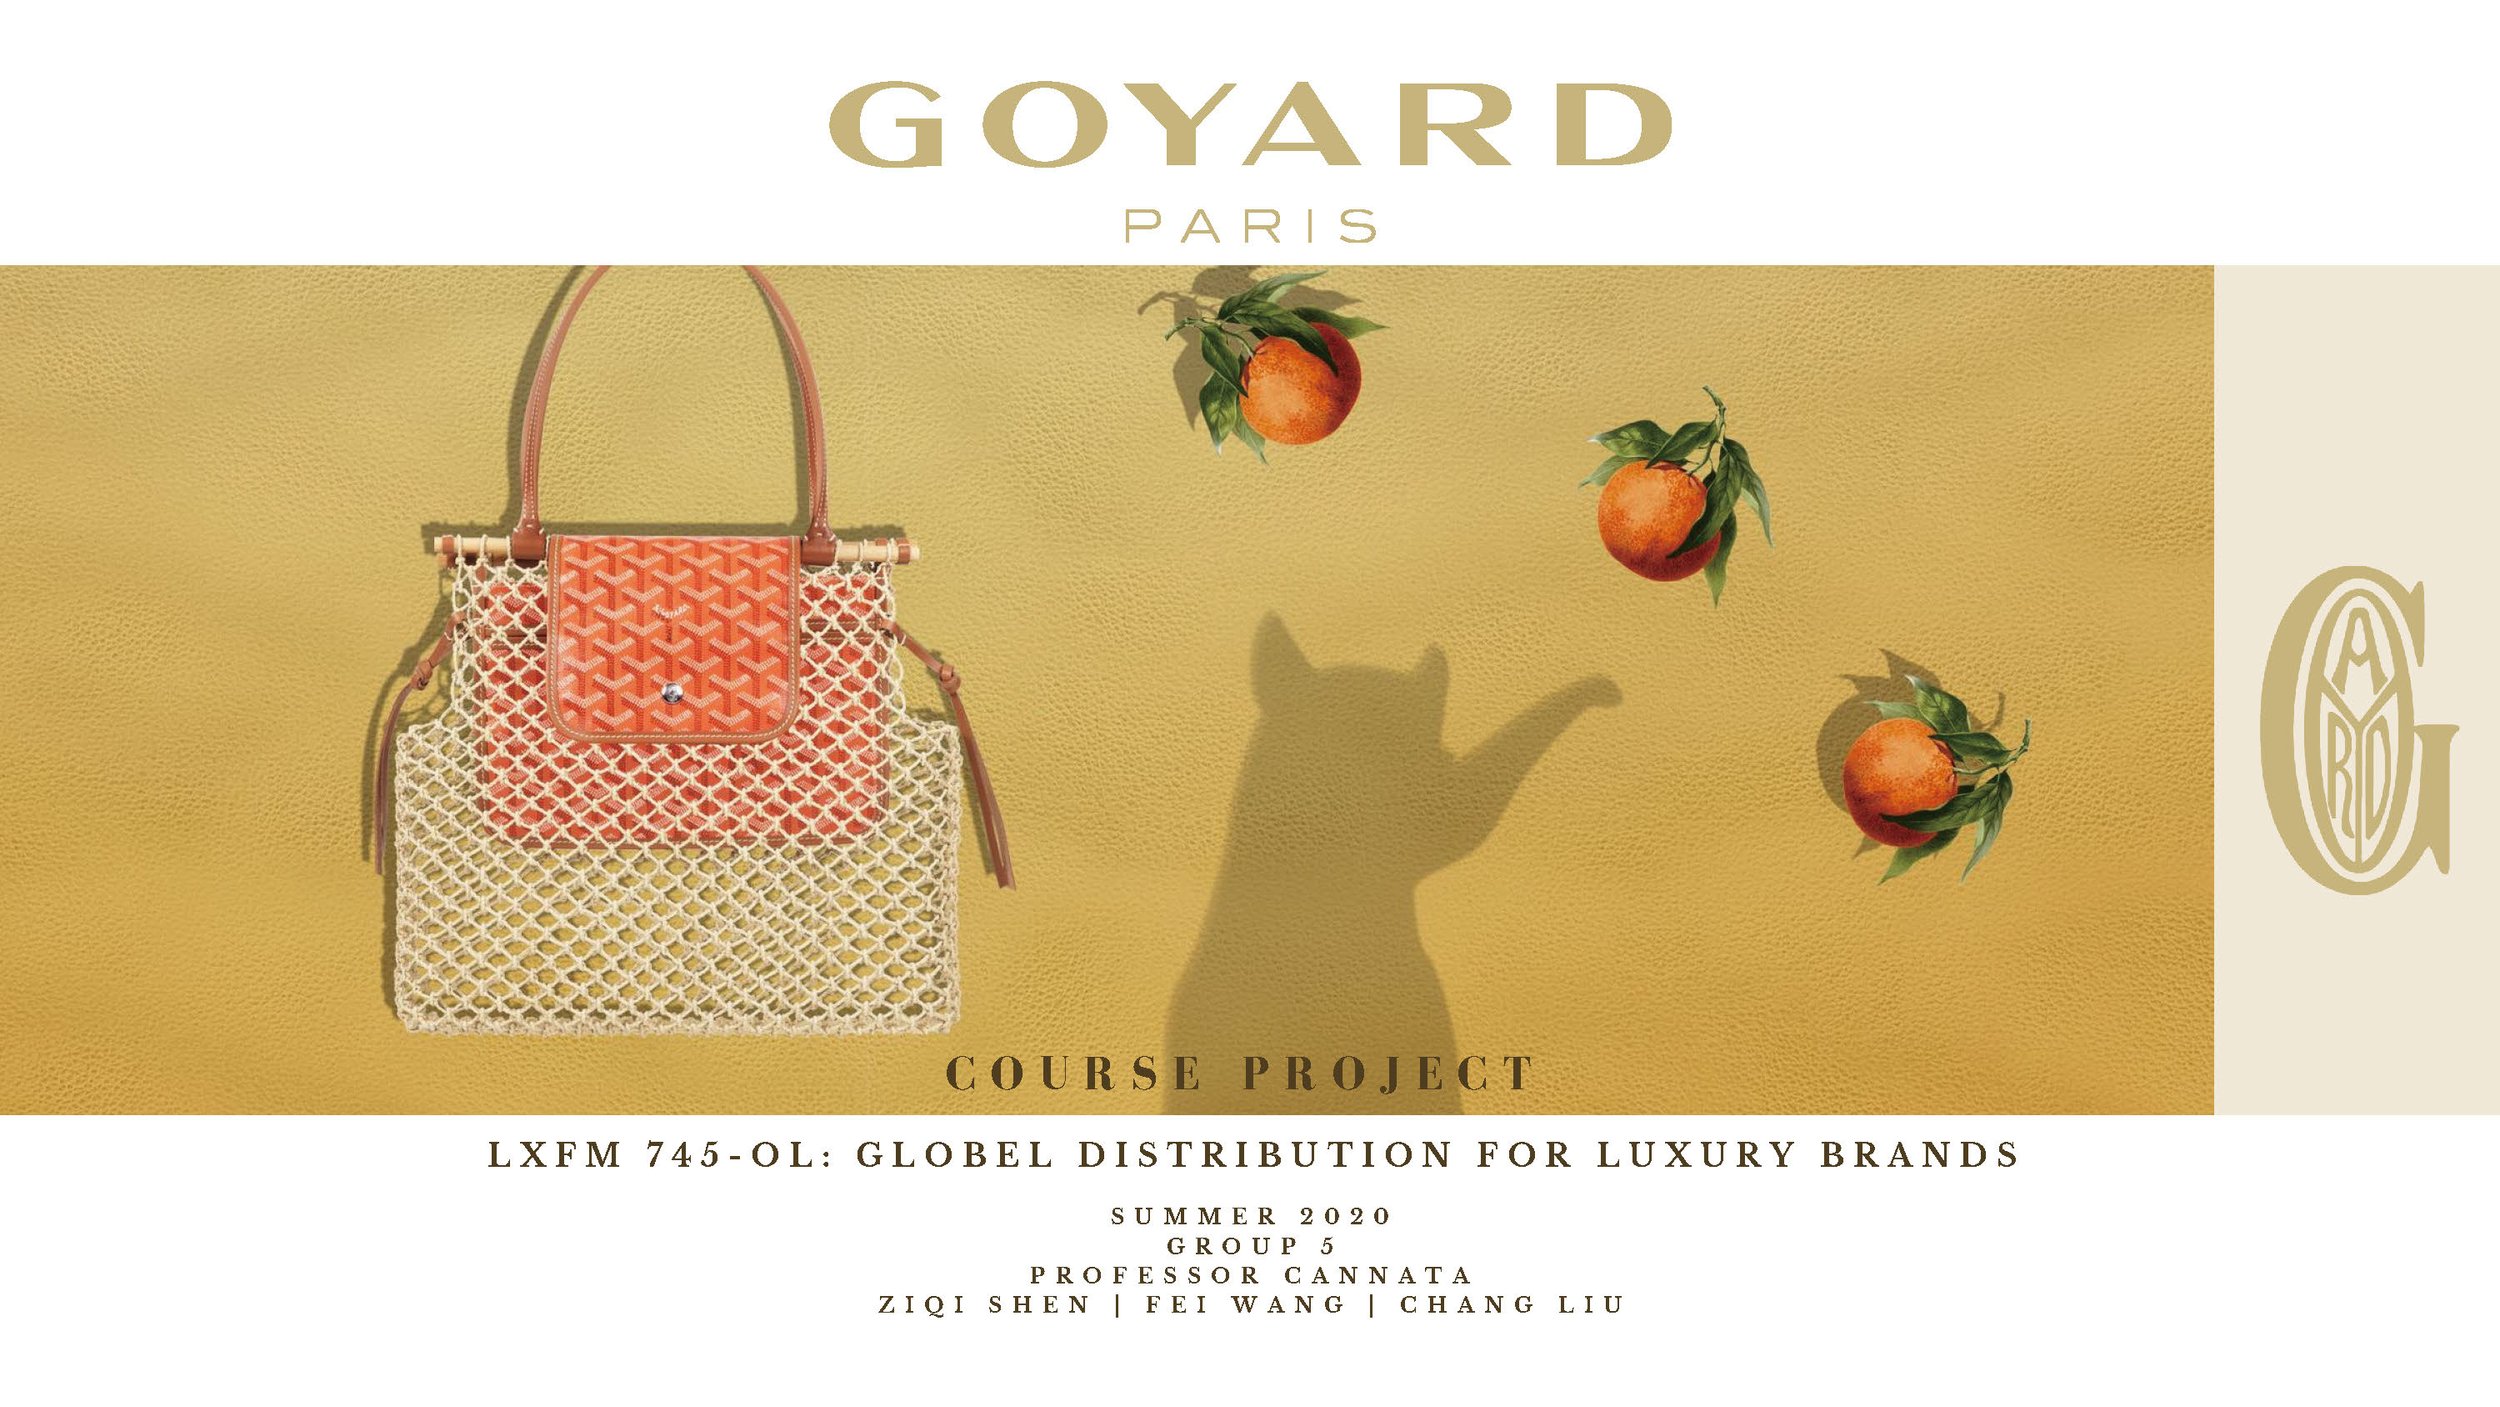 GOYARD
PARIS
GOYARD
COURSE PROJECT
LXFM 745-OL: GLOBEL DISTRIBUTION FOR LUXURY BRANDS
SUMMER 2020
GROUP 5
PROFESSOR CANNATA
ZIQI SHEN | FEI WANG | CHANG LIU